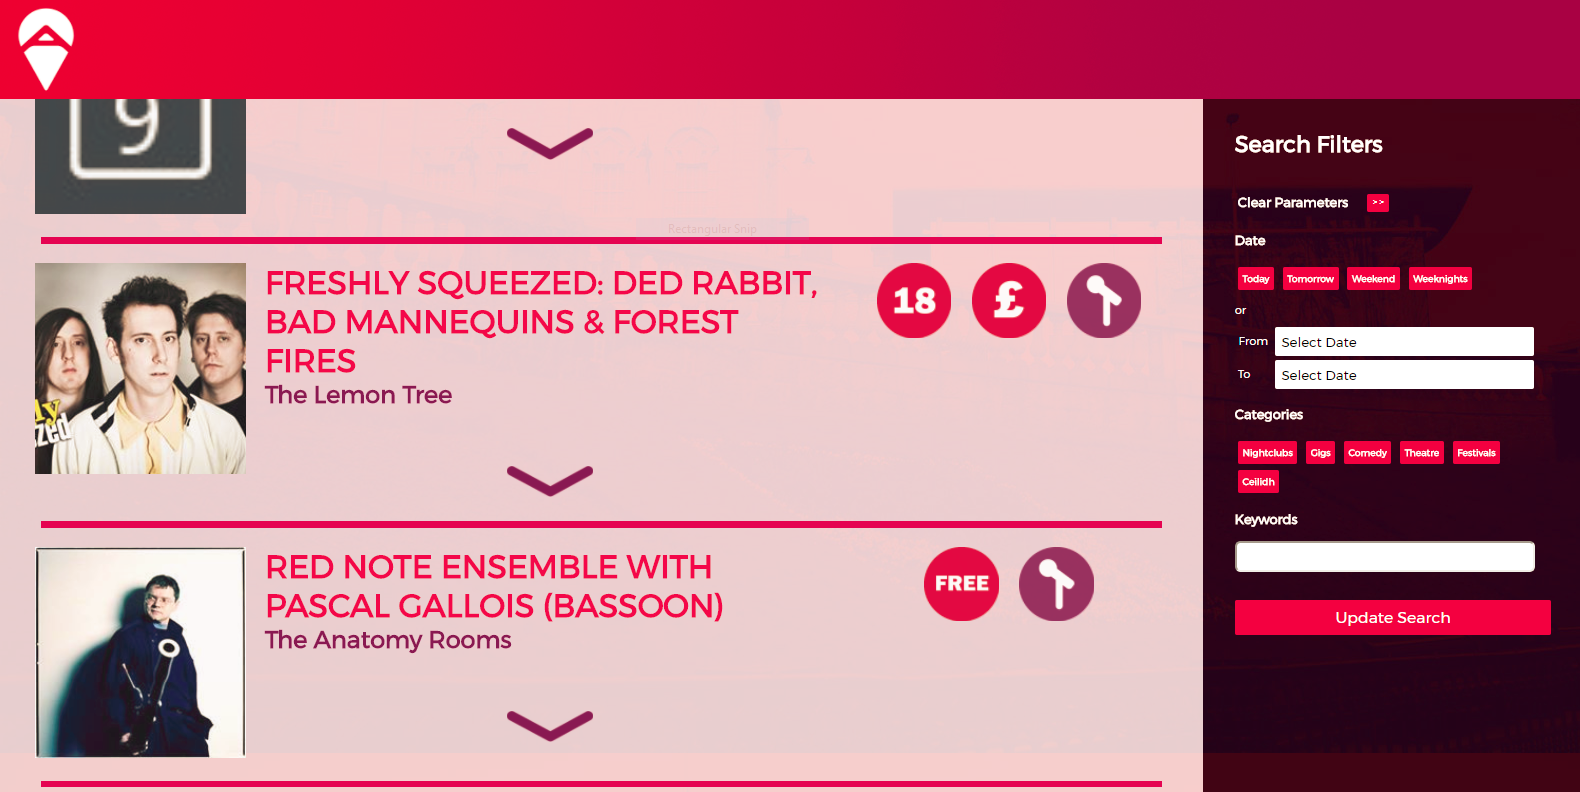 9
Rectangular Snip
FRESHLY SQUEEZED: DED RABBIT,
BAD MANNEQUINS & FOREST
FIRES
The Lemon Tree
18
£
ly
zed
RED NOTE ENSEMBLE WITH
PASCAL GALLOIS (BASSOON)
The Anatomy Rooms
FREE
Search Filters
Clear Parameters >>
Date
Today Tomorrow Weekend Weeknights
or
From Select Date
To Select Date
Categories
Nightclubs Gigs Comedy Theatre Festivals
Ceilidh
Keywords
Update Search